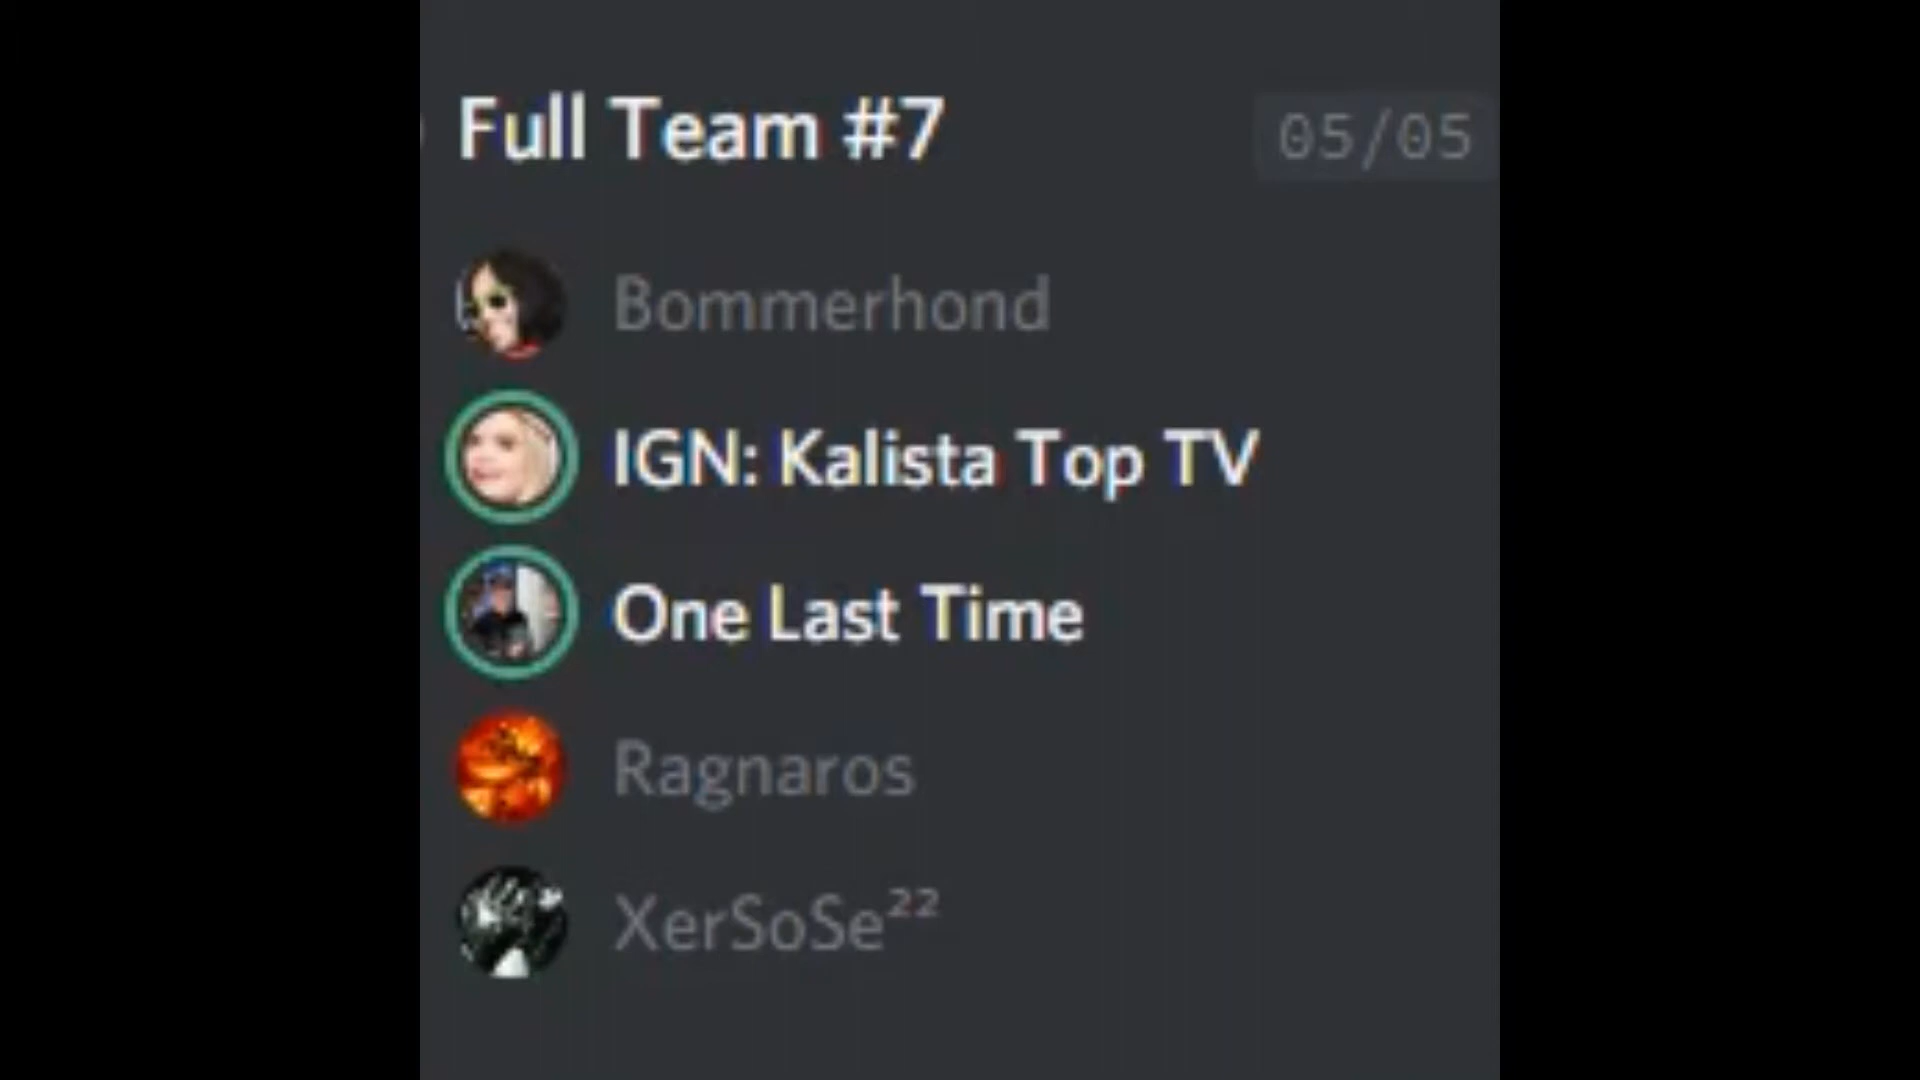 Full Team #7
05/05
Bommerhond
IGN: Kalista Top TV
One Last Time
Ragnaros
XerSoSe²²